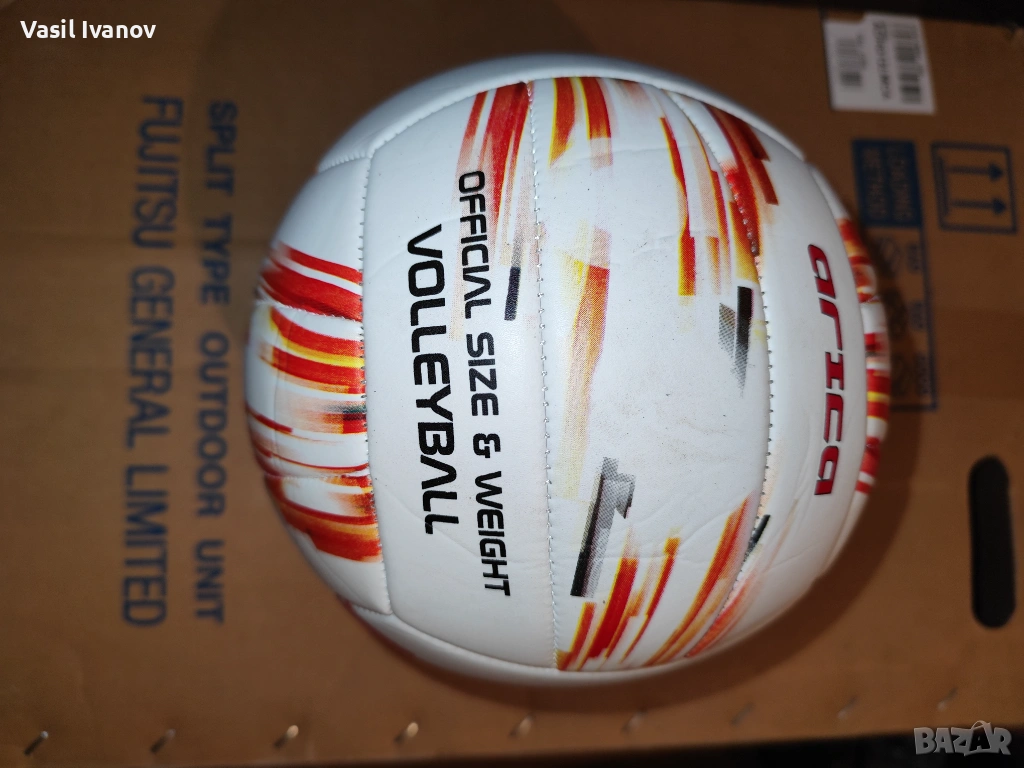 Vasil Ivanov
OFFICIAL SIZE & WEIGHT
VOLLEYBALL
arica
SPLIT TYPE OUTDOOR UNIT
FUJITSU GENERAL LIMITED
BAZAR